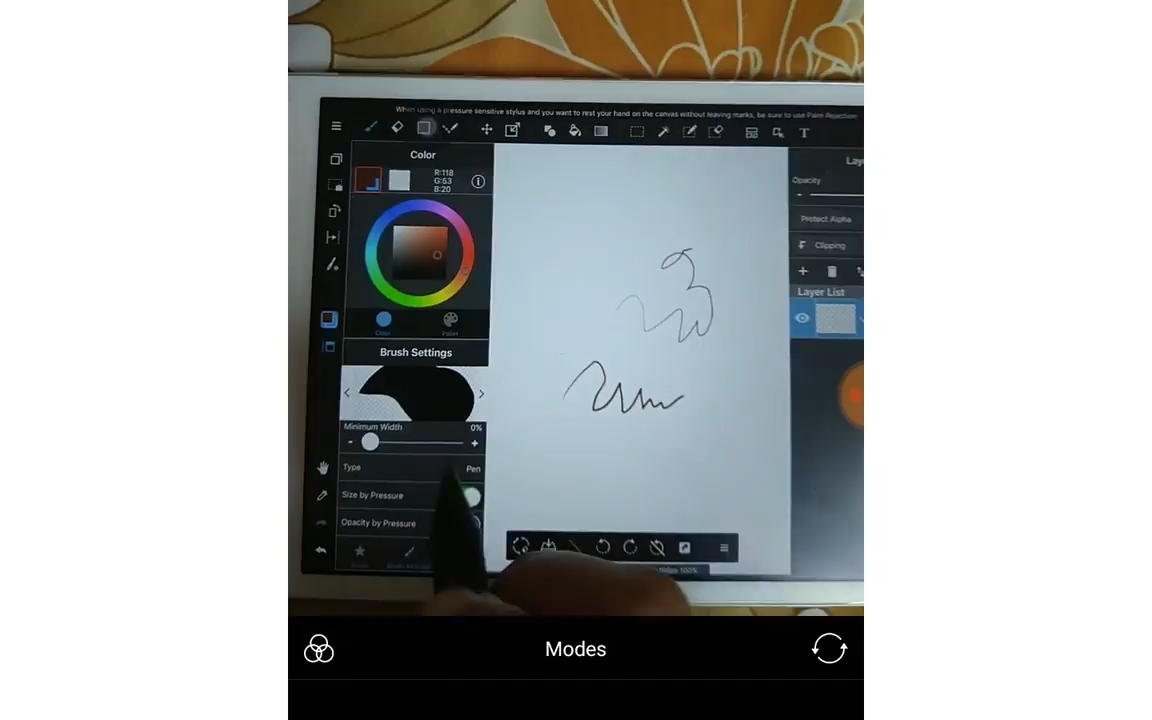 When using a pressure sensitive stylus and you want to rest your hand on the canvas without leaving marks, be sure to use Palm Rejection
T
Color
R:118
G:53
B:20
Color
Brush Settings
Minimum Width 0%
- +
Type Pen
Size by Pressure
Opacity by Pressure
Opacity
-
Protect Alpha
Clipping
+
Layer List
100%
Modes